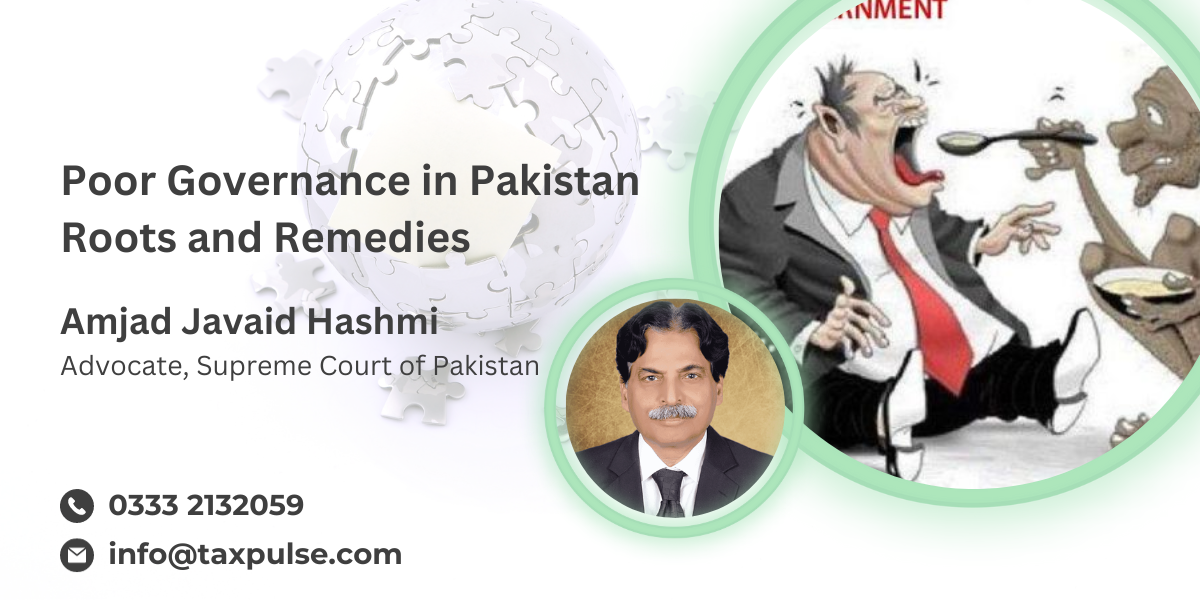 Poor Governance in Pakistan
Roots and Remedies
Amjad Javaid Hashmi
Advocate, Supreme Court of Pakistan
0333 2132059
info@taxpulse.com